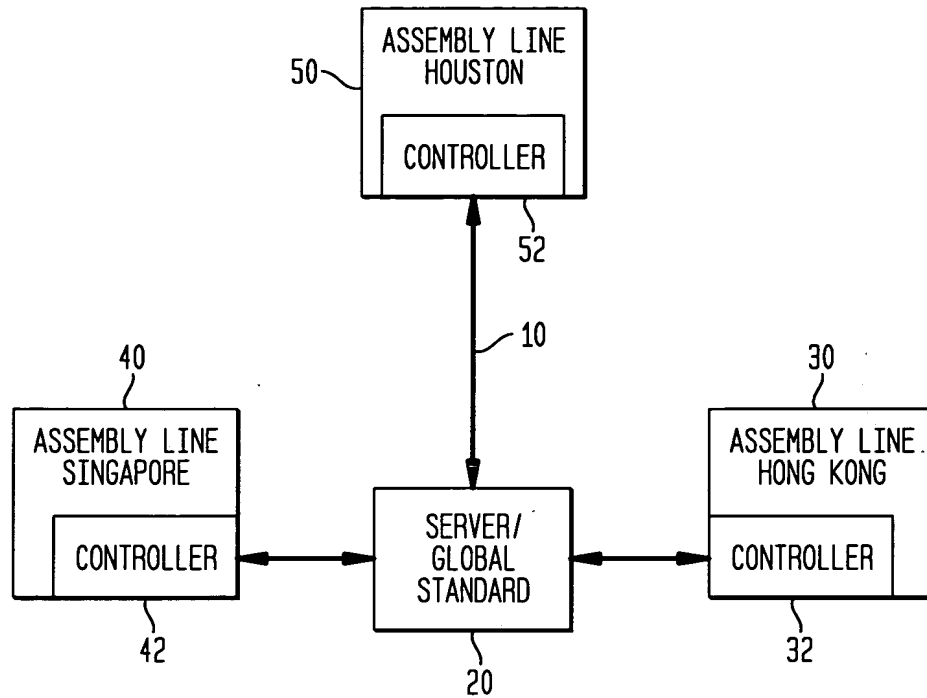 ASSEMBLY LINE
HOUSTON
50
CONTROLLER
52
10
40
30
ASSEMBLY LINE
SINGAPORE
ASSEMBLY LINE
HONG KONG
SERVER/
GLOBAL
STANDARD
CONTROLLER
CONTROLLER
42
20
32